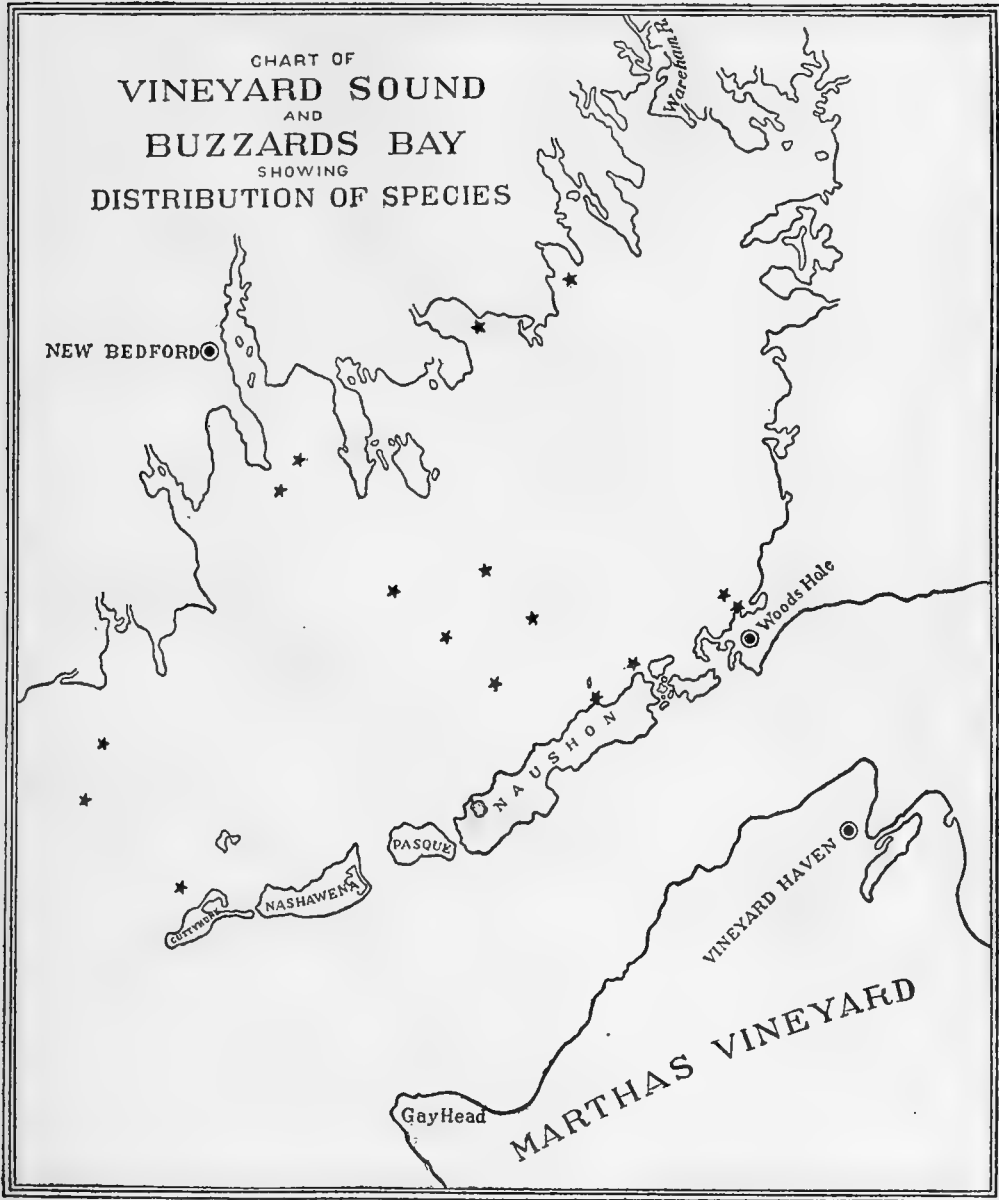 CHART OF
VINEYARD SOUND
AND
BUZZARDS BAY
SHOWING
DISTRIBUTION OF SPECIES
Wareham R.
NEW BEDFORD
Woods Hole
NAUSHON
PASQUE
NASHAWENA
CUTTYHUNK
VINEYARD HAVEN
MARTHAS VINEYARD
Gay Head